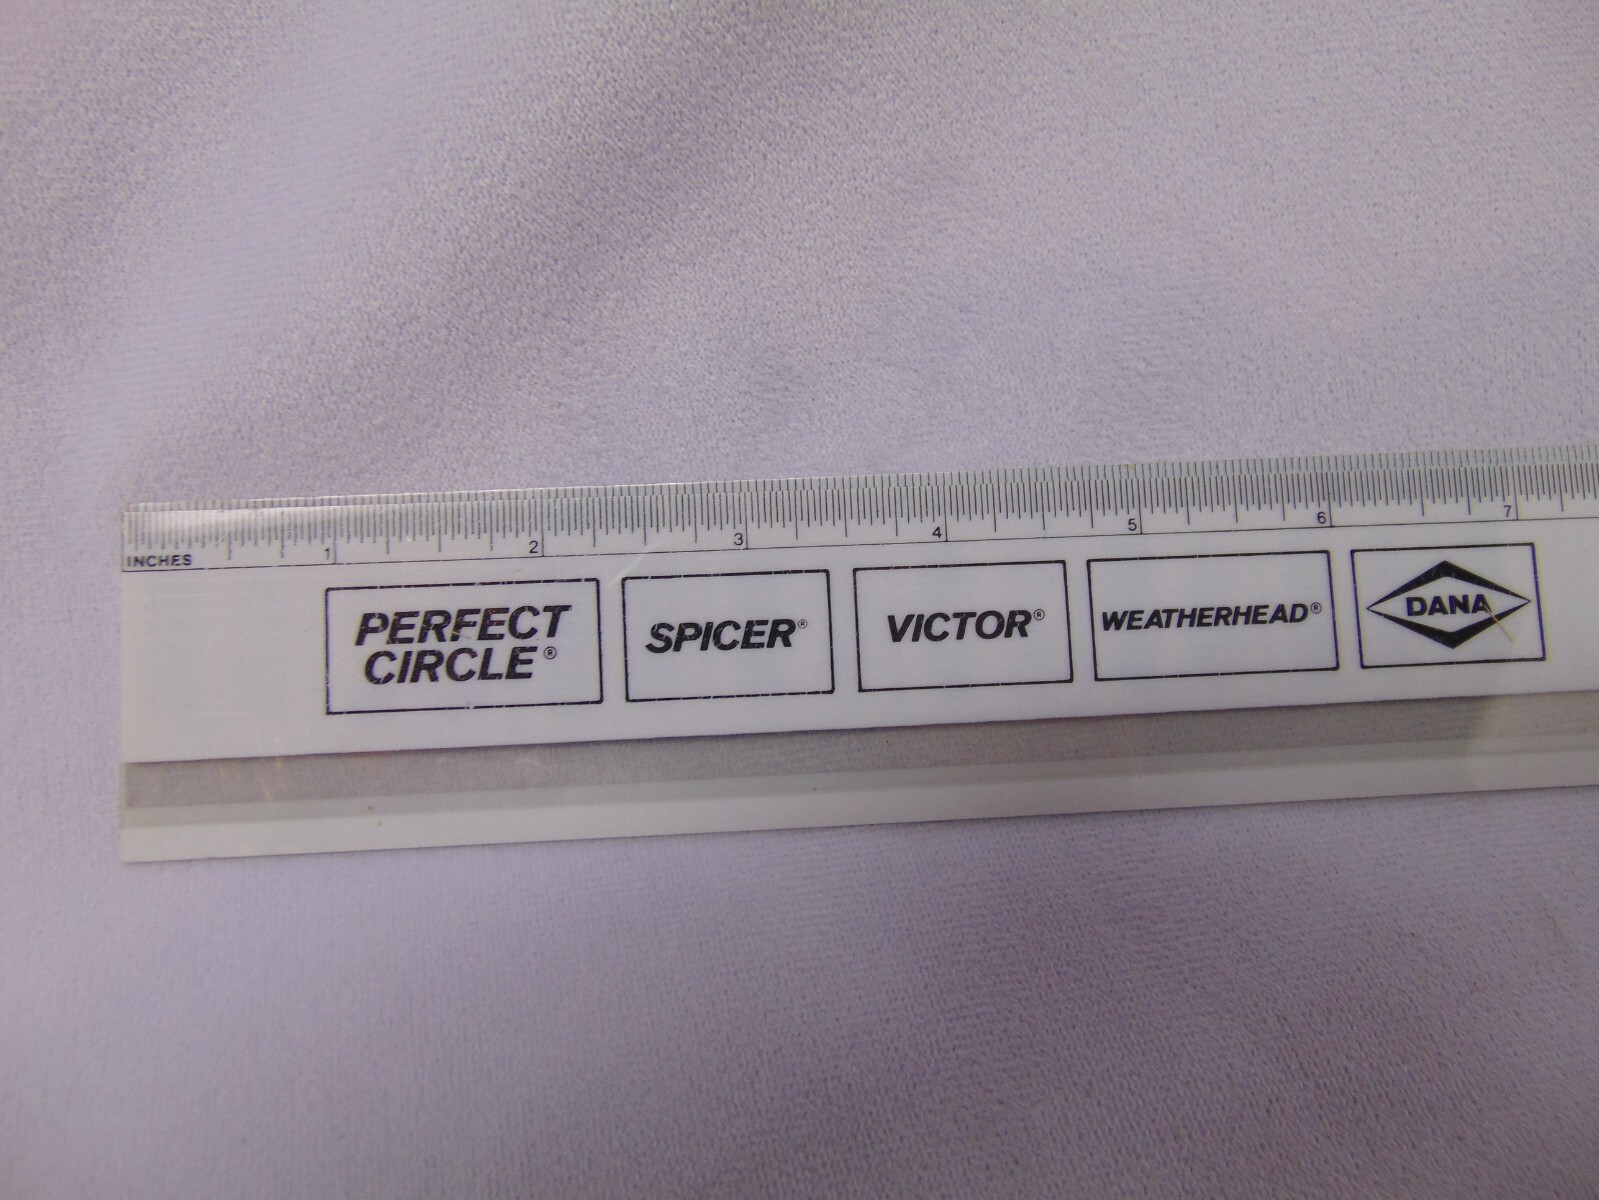 1 2 3 4 5 6 7
INCHES
PERFECT
CIRCLE®
SPICER®
VICTOR®
WEATHERHEAD®
DANA